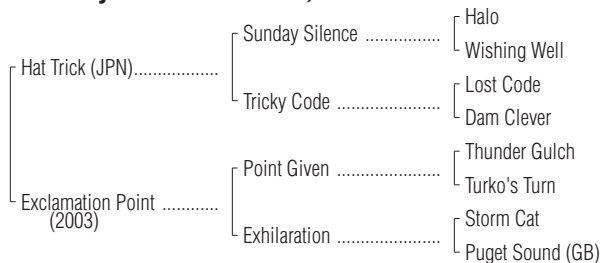 Halo
Sunday Silence ................
Wishing Well
Hat Trick (JPN)..................
Lost Code
Tricky Code ......................
Dam Clever
Thunder Gulch
Point Given ......................
Turko's Turn
Exclamation Point ............
(2003)
Storm Cat
Exhilaration ......................
Puget Sound (GB)